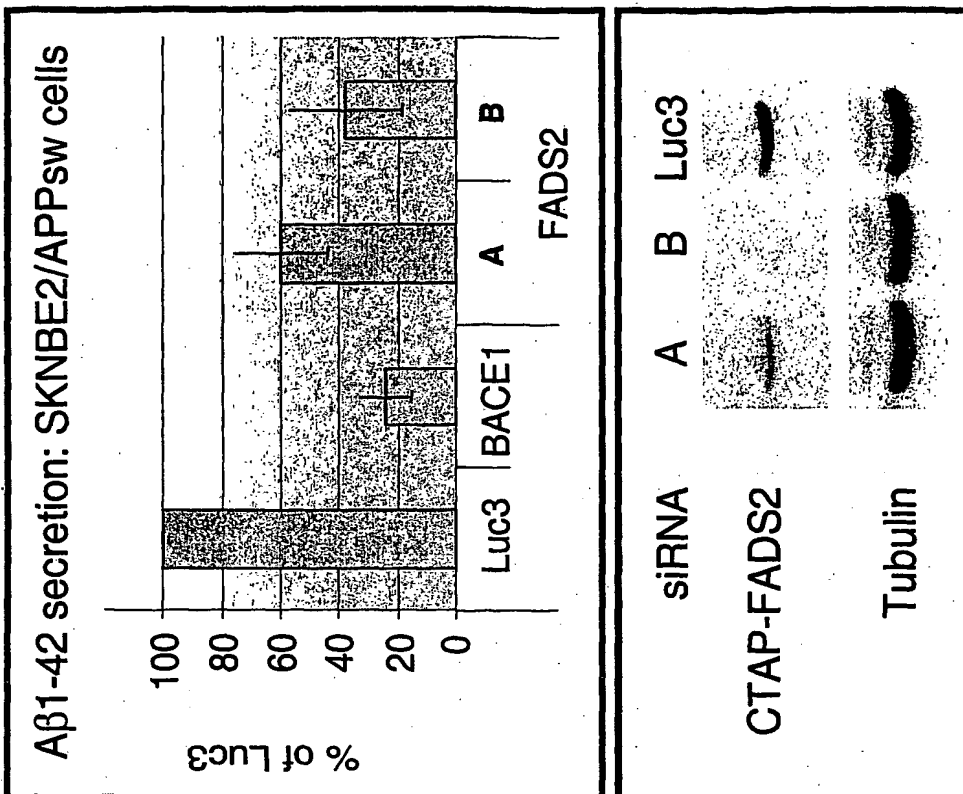 Aβ1-42 secretion: SKNBE2/APPsw cells
% of Luc3
100
80
60
40
20
0
Luc3 BACE1 A B
FADS2
siRNA A B Luc3
CTAP-FADS2
Tubulin